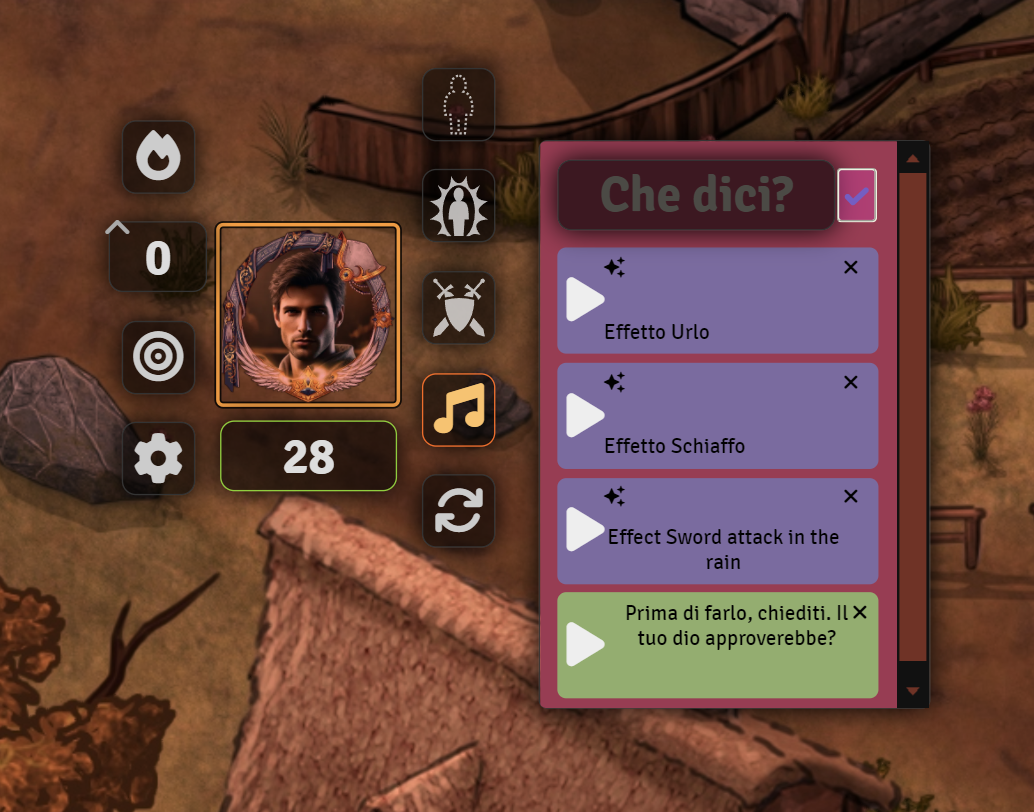 Che dici?
Effetto Urlo
0
Effetto Schiaffo
28
Effect Sword attack in the
rain
Prima di farlo, chiediti. Il
tuo dio approverebbe?